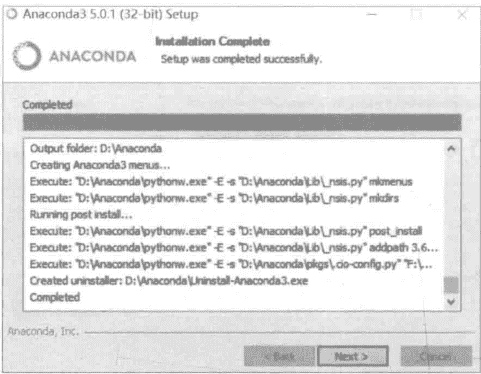 Anaconda3 5.0.1 (32-bit) Setup
ANACONDA
Installation Complete
Setup was completed successfully.
Completed
Output folder: D:\Anaconda
Creating Anaconda3 menus...
Execute: "D:\Anaconda\pythonw.exe" -E -s "D:\Anaconda\Lib\_nsis.py" mkmenus
Execute: "D:\Anaconda\pythonw.exe" -E -s "D:\Anaconda\Lib\_nsis.py" mkdirs
Running post install...
Execute: "D:\Anaconda\pythonw.exe" -E -s "D:\Anaconda\Lib\_nsis.py" post_install
Execute: "D:\Anaconda\pythonw.exe" -E -s "D:\Anaconda\Lib\_nsis.py" addpath 3.6...
Execute: "D:\Anaconda\pythonw.exe" -E -s "D:\Anaconda\pkgs\.cio-config.py" "F:\...
Created uninstaller: D:\Anaconda\Uninstall-Anaconda3.exe
Completed
Anaconda, Inc.
< Back
Next >
Cancel